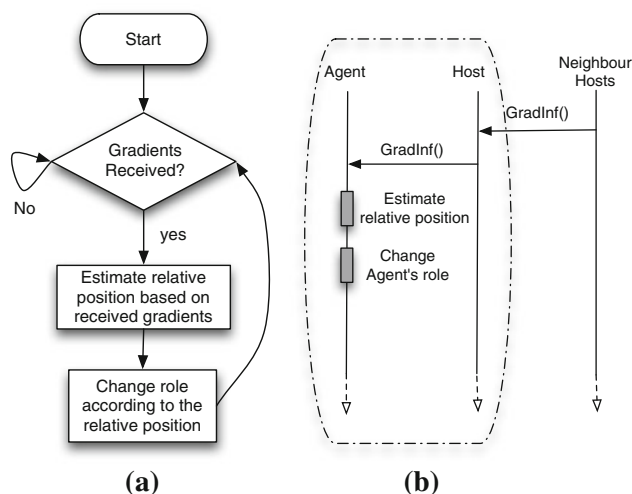 Start
Gradients
Received?
No
yes
Estimate relative
position based on
received gradients
Change role
according to the
relative position
(a)
Agent
Host
Neighbour
Hosts
GradInf()
GradInf()
Estimate
relative position
Change
Agent's role
(b)